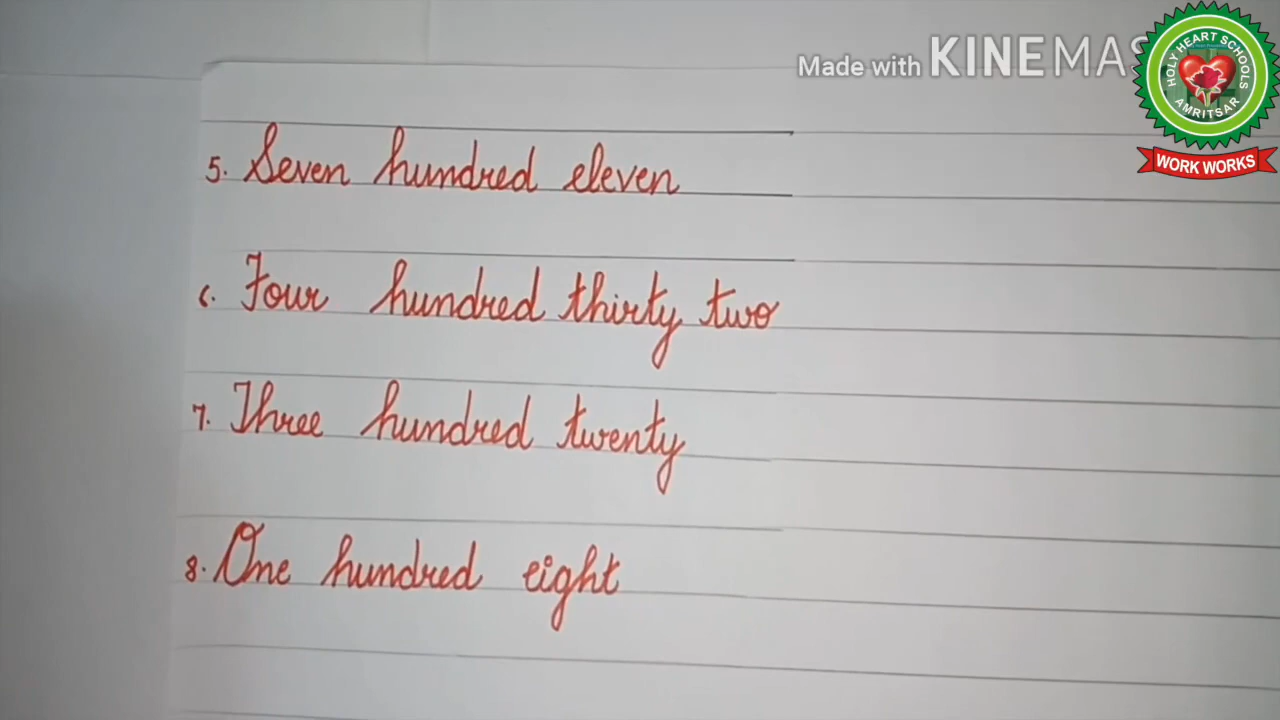 Made with KINEMAS
HOLY HEART SCHOOLS
AMRITSAR
WORK WORKS
5. Seven hundred eleven
6. Four hundred thirty two
7. Three hundred twenty
8. One hundred eight